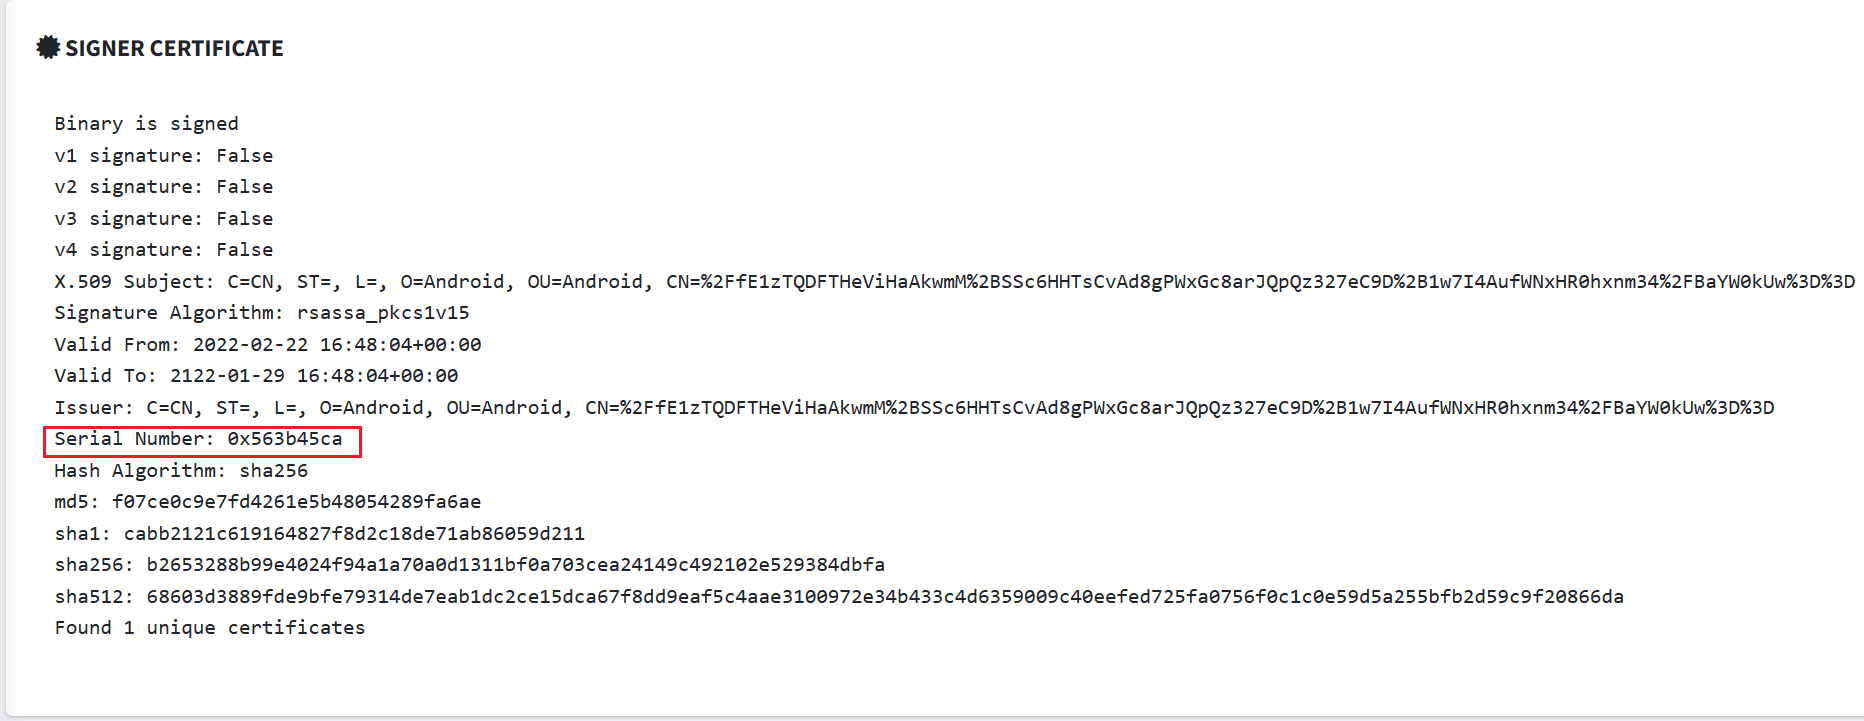 SIGNER CERTIFICATE
Binary is signed
v1 signature: False
v2 signature: False
v3 signature: False
v4 signature: False
X.509 Subject: C=CN, ST=, L=, O=Android, OU=Android, CN=%2FfE1zTQDFTHeViHaAkwmM%2BSSc6HHTsCvAd8gPWxGc8arJQpQz327eC9D%2B1w7I4AufWNxHR0hxnm34%2FBaYW0kUw%3D%3D
Signature Algorithm: rsassa_pkcs1v15
Valid From: 2022-02-22 16:48:04+00:00
Valid To: 2122-01-29 16:48:04+00:00
Issuer: C=CN, ST=, L=, O=Android, OU=Android, CN=%2FfE1zTQDFTHeViHaAkwmM%2BSSc6HHTsCvAd8gPWxGc8arJQpQz327eC9D%2B1w7I4AufWNxHR0hxnm34%2FBaYW0kUw%3D%3D
Serial Number: 0x563b45ca
Hash Algorithm: sha256
md5: f07ce0c9e7fd4261e5b48054289fa6ae
sha1: cabb2121c619164827f8d2c18de71ab86059d211
sha256: b2653288b99e4024f94a1a70a0d1311bf0a703cea24149c492102e529384dbfa
sha512: 68603d3889fde9bfe79314de7eab1dc2ce15dca67f8dd9eaf5c4aae3100972e34b433c4d6359009c40eefed725fa0756f0c1c0e59d5a255bfb2d59c9f20866da
Found 1 unique certificates